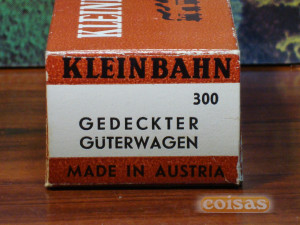 KLEINBAHN
300
GEDECKTER
GÜTERWAGEN
MADE IN AUSTRIA
coisas